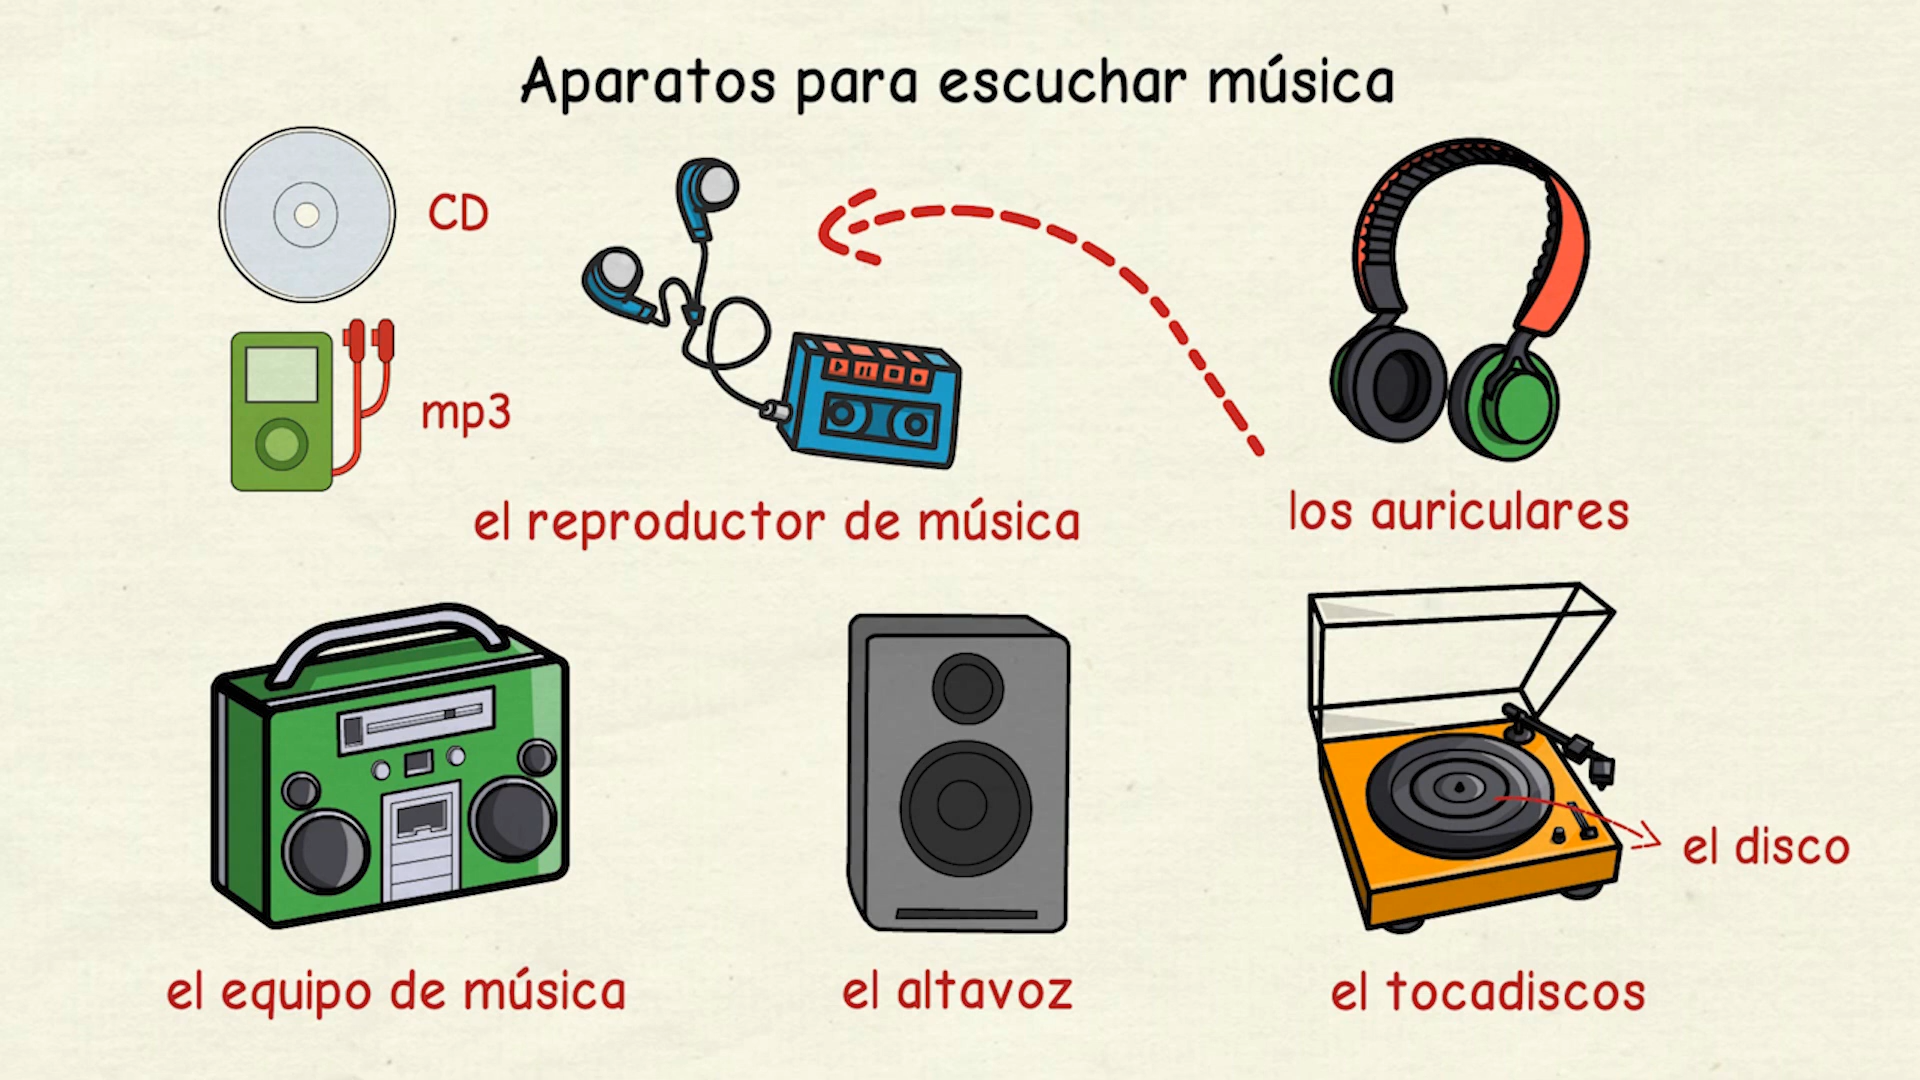 Aparatos para escuchar música
CD
mp3
el reproductor de música
los auriculares
el disco
el equipo de música
el altavoz
el tocadiscos